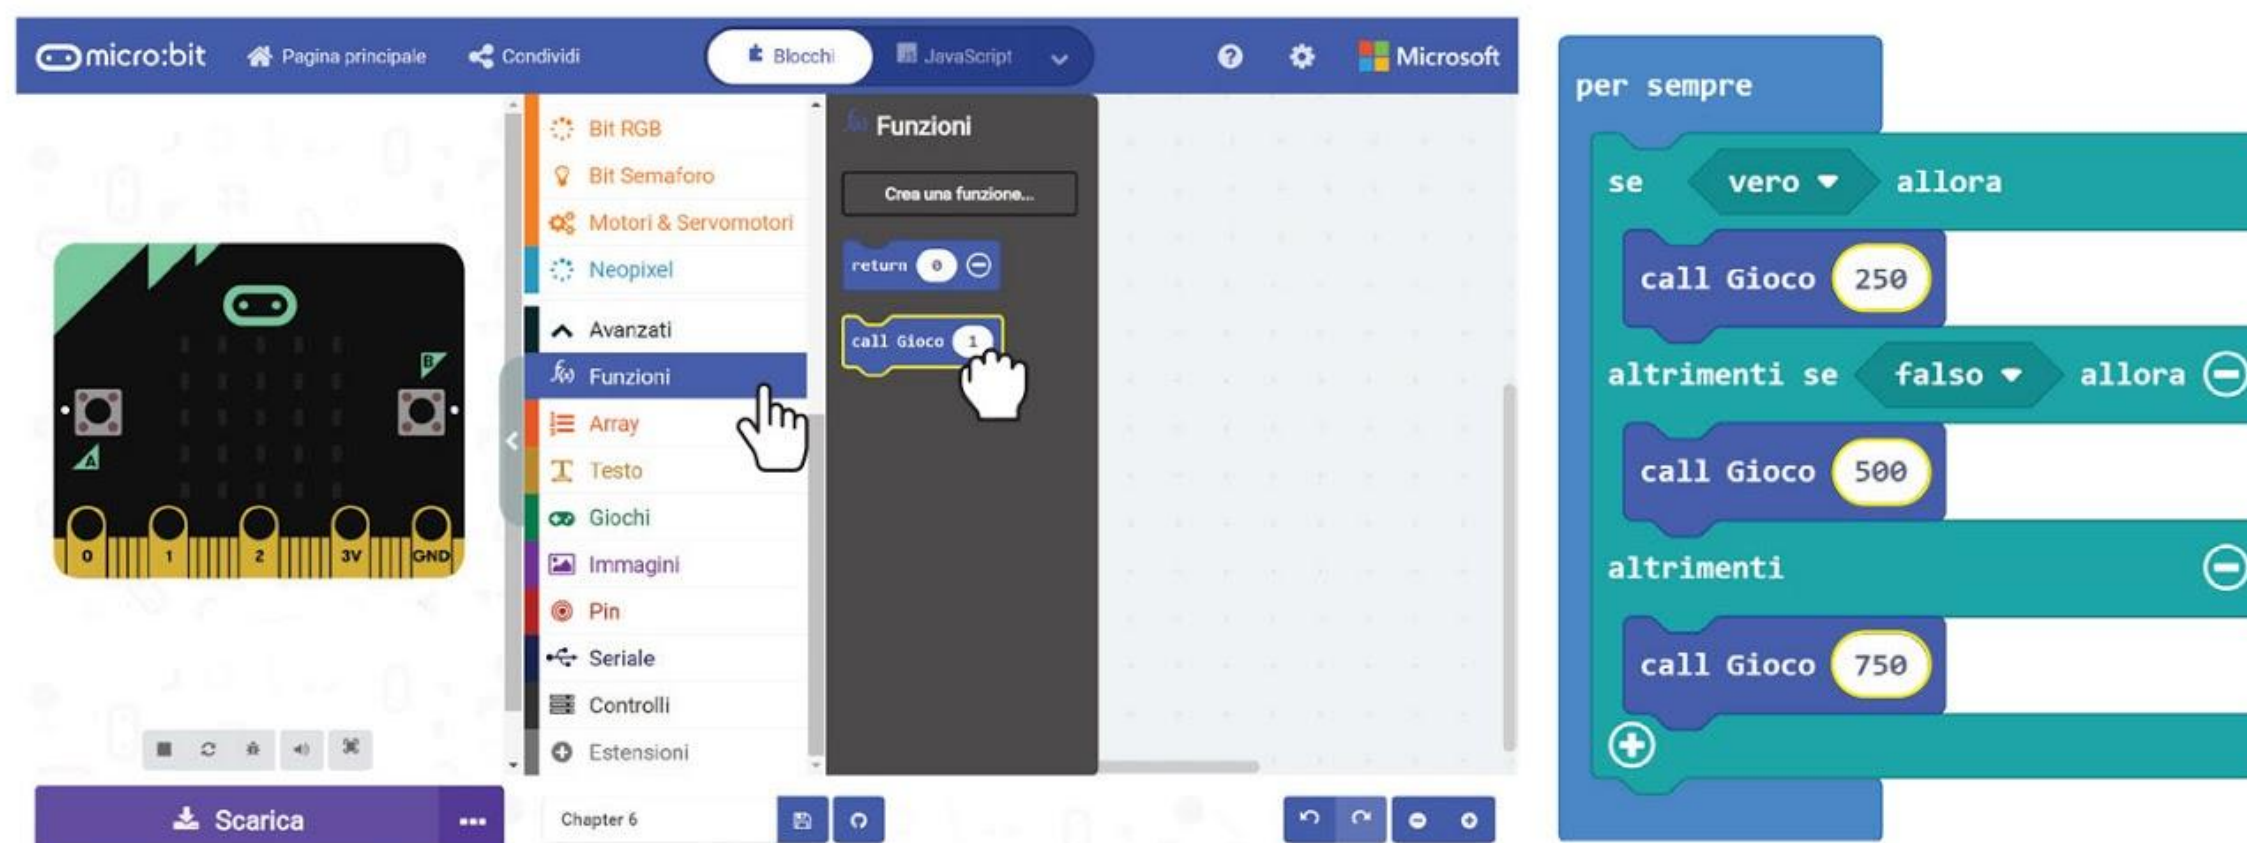 micro:bit Pagina principale Condividi Blocchi JavaScript Microsoft
Bit RGB
Bit Semaforo
Motori & Servomotori
Neopixel
Avanzati
Funzioni
Array
Testo
Giochi
Immagini
Pin
Seriale
Controlli
Estensioni
Funzioni
Crea una funzione...
return 0
call Gioco 1
B
A
0 1 2 3V GND
Scarica ...
Chapter 6
per sempre
se vero allora
call Gioco 250
altrimenti se falso allora
call Gioco 500
altrimenti
call Gioco 750